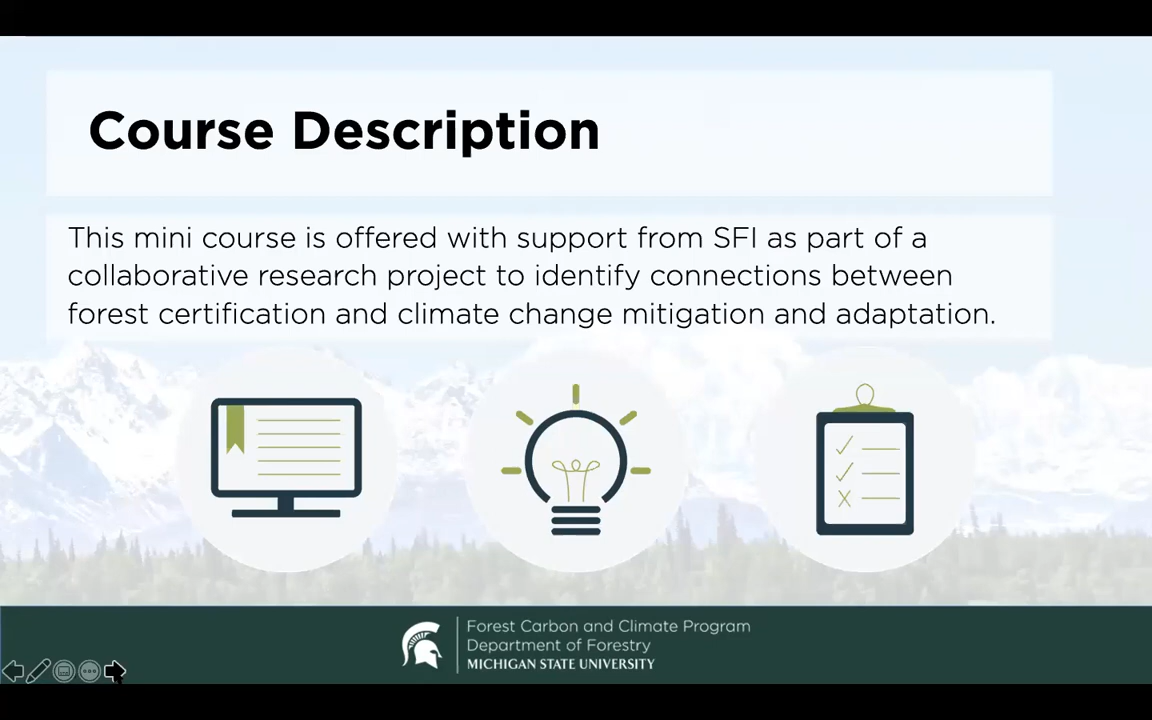 Course Description
This mini course is offered with support from SFI as part of a
collaborative research project to identify connections between
forest certification and climate change mitigation and adaptation.
Forest Carbon and Climate Program
Department of Forestry
MICHIGAN STATE UNIVERSITY